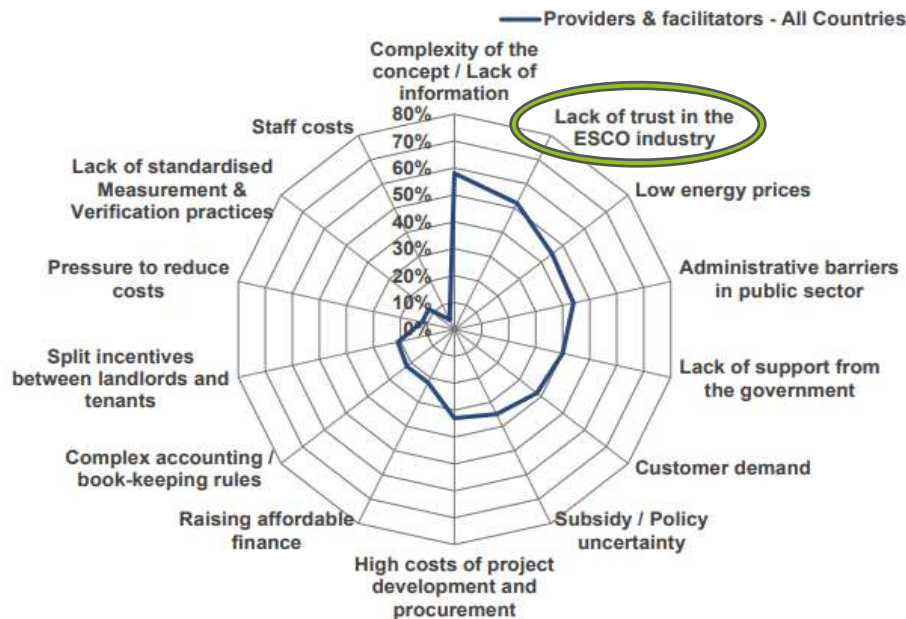 Providers & facilitators - All Countries
Complexity of the
concept / Lack of
information
Lack of trust in the
ESCO industry
Low energy prices
Administrative barriers
in public sector
Lack of support from
the government
Customer demand
Subsidy / Policy
uncertainty
High costs of project
development and
procurement
Raising affordable
finance
Complex accounting /
book-keeping rules
Split incentives
between landlords and
tenants
Pressure to reduce
costs
Lack of standardised
Measurement &
Verification practices
Staff costs
80%
70%
60%
50%
40%
30%
20%
10%
0%